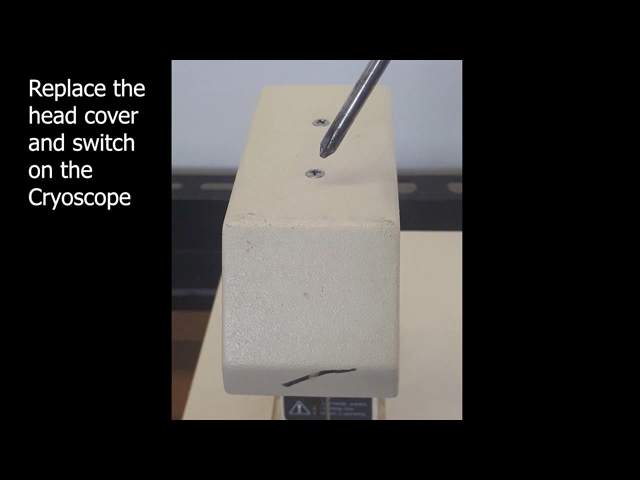 Replace the
head cover
and switch
on the
Cryoscope